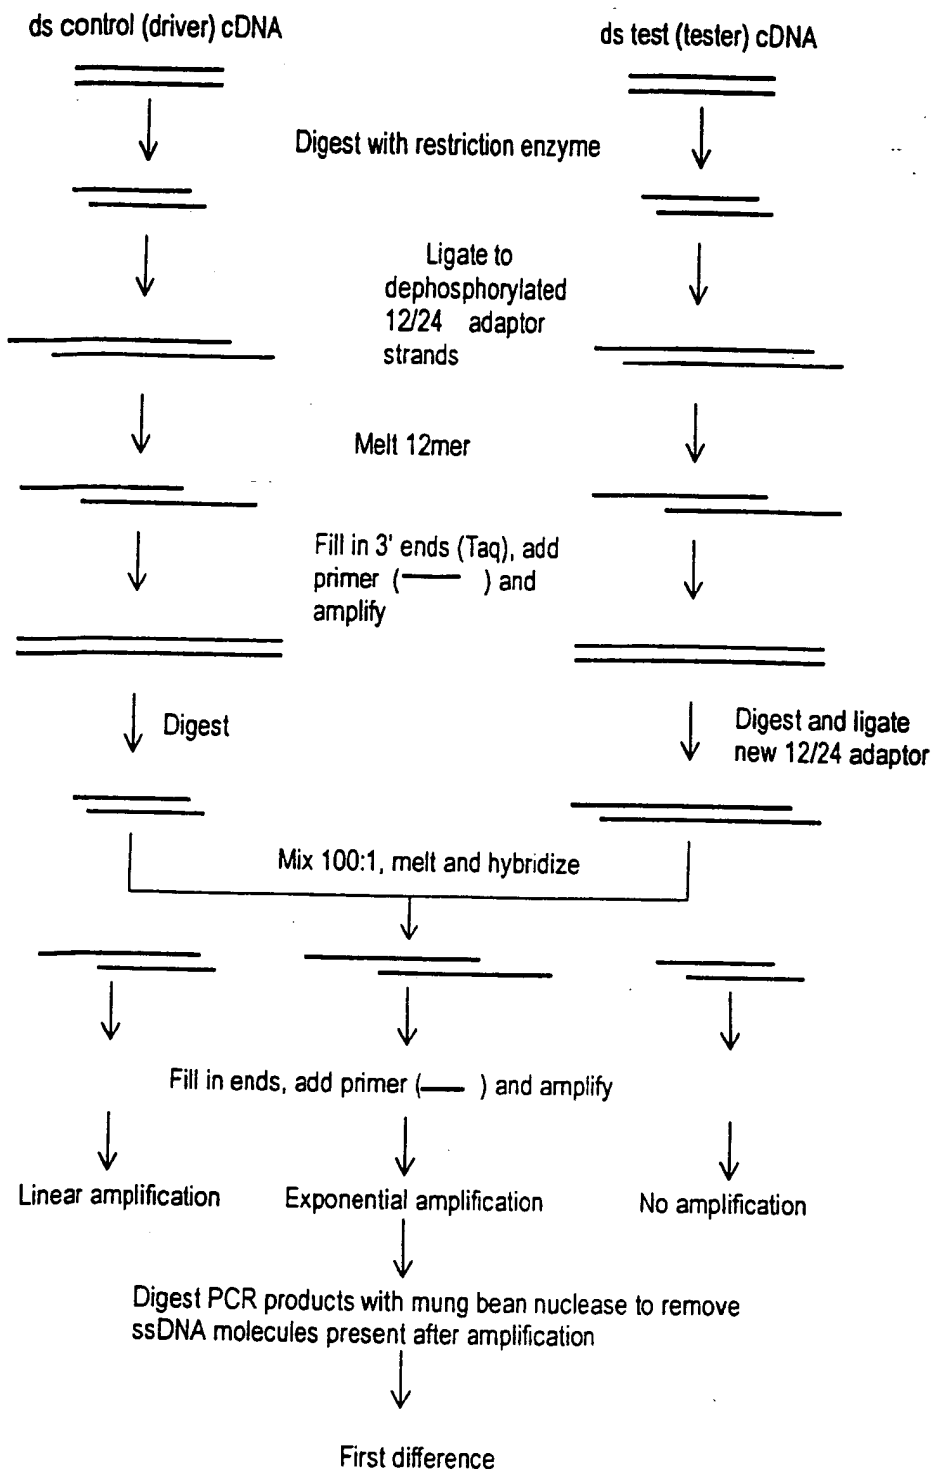 ds control (driver) cDNA
ds test (tester) cDNA
Digest with restriction enzyme
Ligate to
dephosphorylated
12/24 adaptor
strands
Melt 12mer
Fill in 3' ends (Taq), add
primer ( ) and
amplify
Digest
Digest and ligate
new 12/24 adaptor
Mix 100:1, melt and hybridize
Fill in ends, add primer ( ) and amplify
Linear amplification
Exponential amplification
No amplification
Digest PCR products with mung bean nuclease to remove
ssDNA molecules present after amplification
First difference